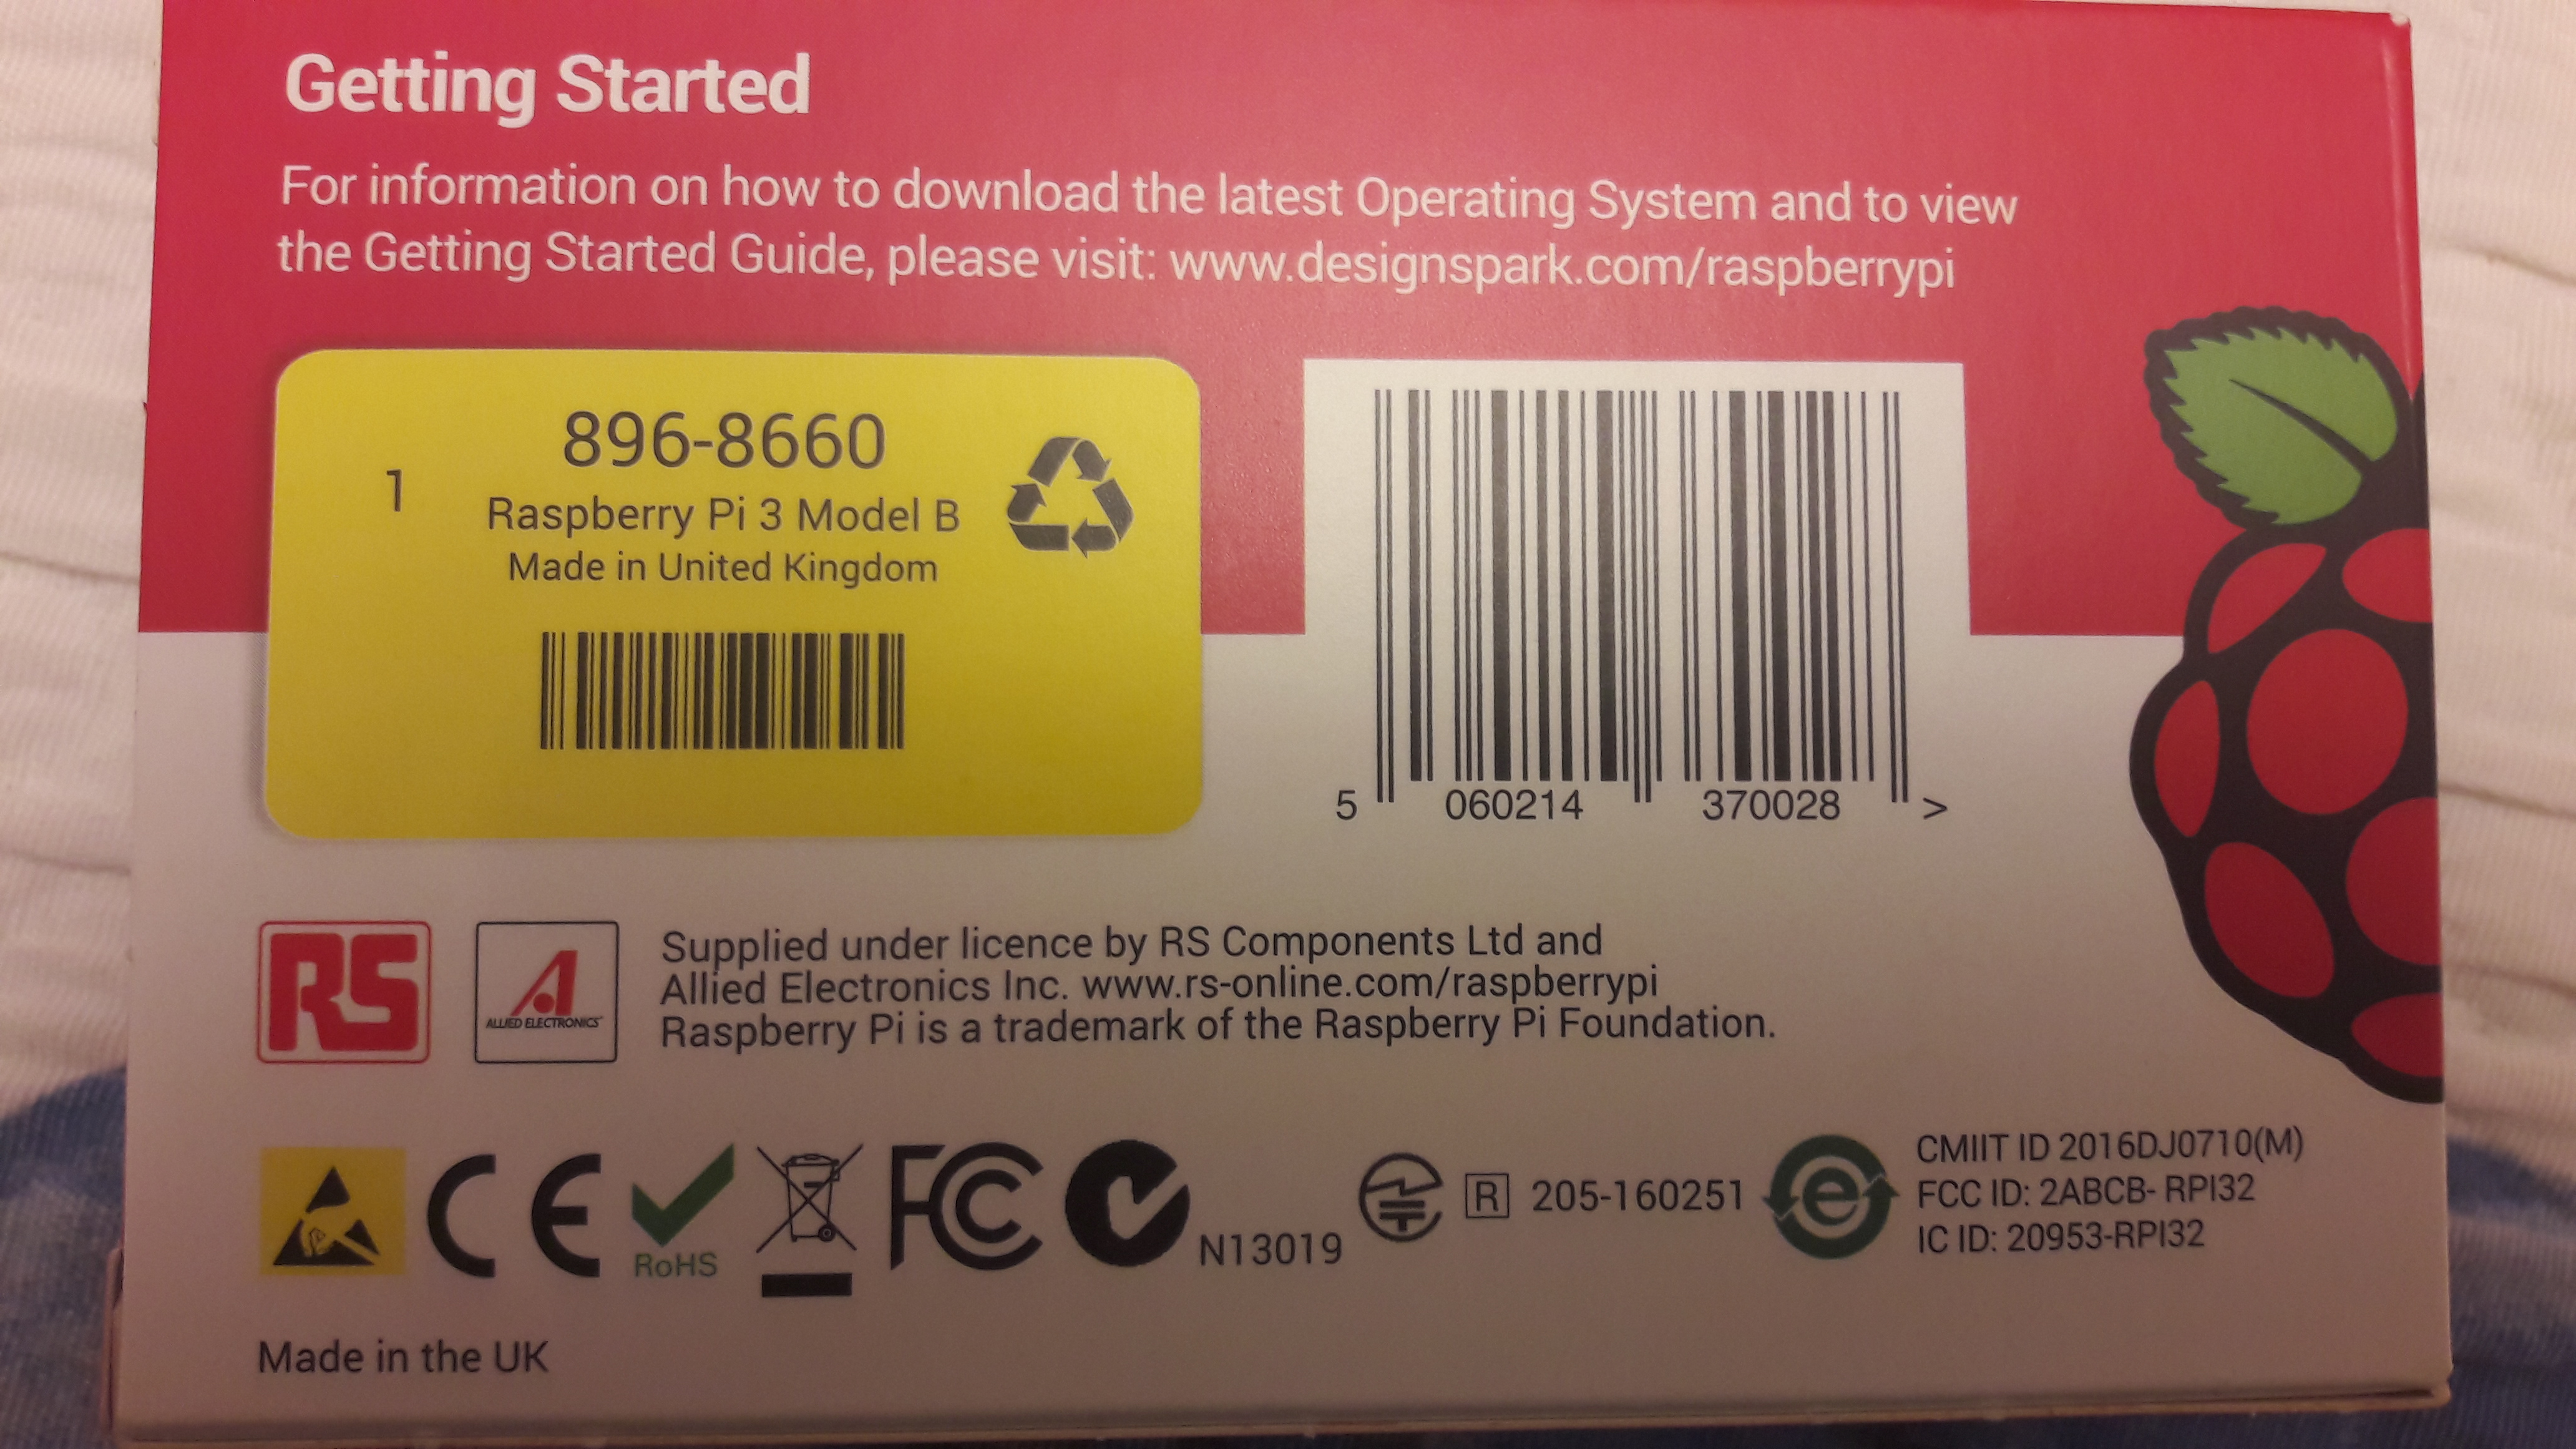 Getting Started
For information on how to download the latest Operating System and to view
the Getting Started Guide, please visit: www.designspark.com/raspberrypi
896-8660
1
Raspberry Pi 3 Model B
Made in United Kingdom
5 060214 370028 >
RS
ALLIED ELECTRONICS
Supplied under licence by RS Components Ltd and
Allied Electronics Inc. www.rs-online.com/raspberrypi
Raspberry Pi is a trademark of the Raspberry Pi Foundation.
CE
RoHS
FC
N13019
R 205-160251
e
CMIIT ID 2016DJ0710(M)
FCC ID: 2ABCB- RPI32
IC ID: 20953-RPI32
Made in the UK